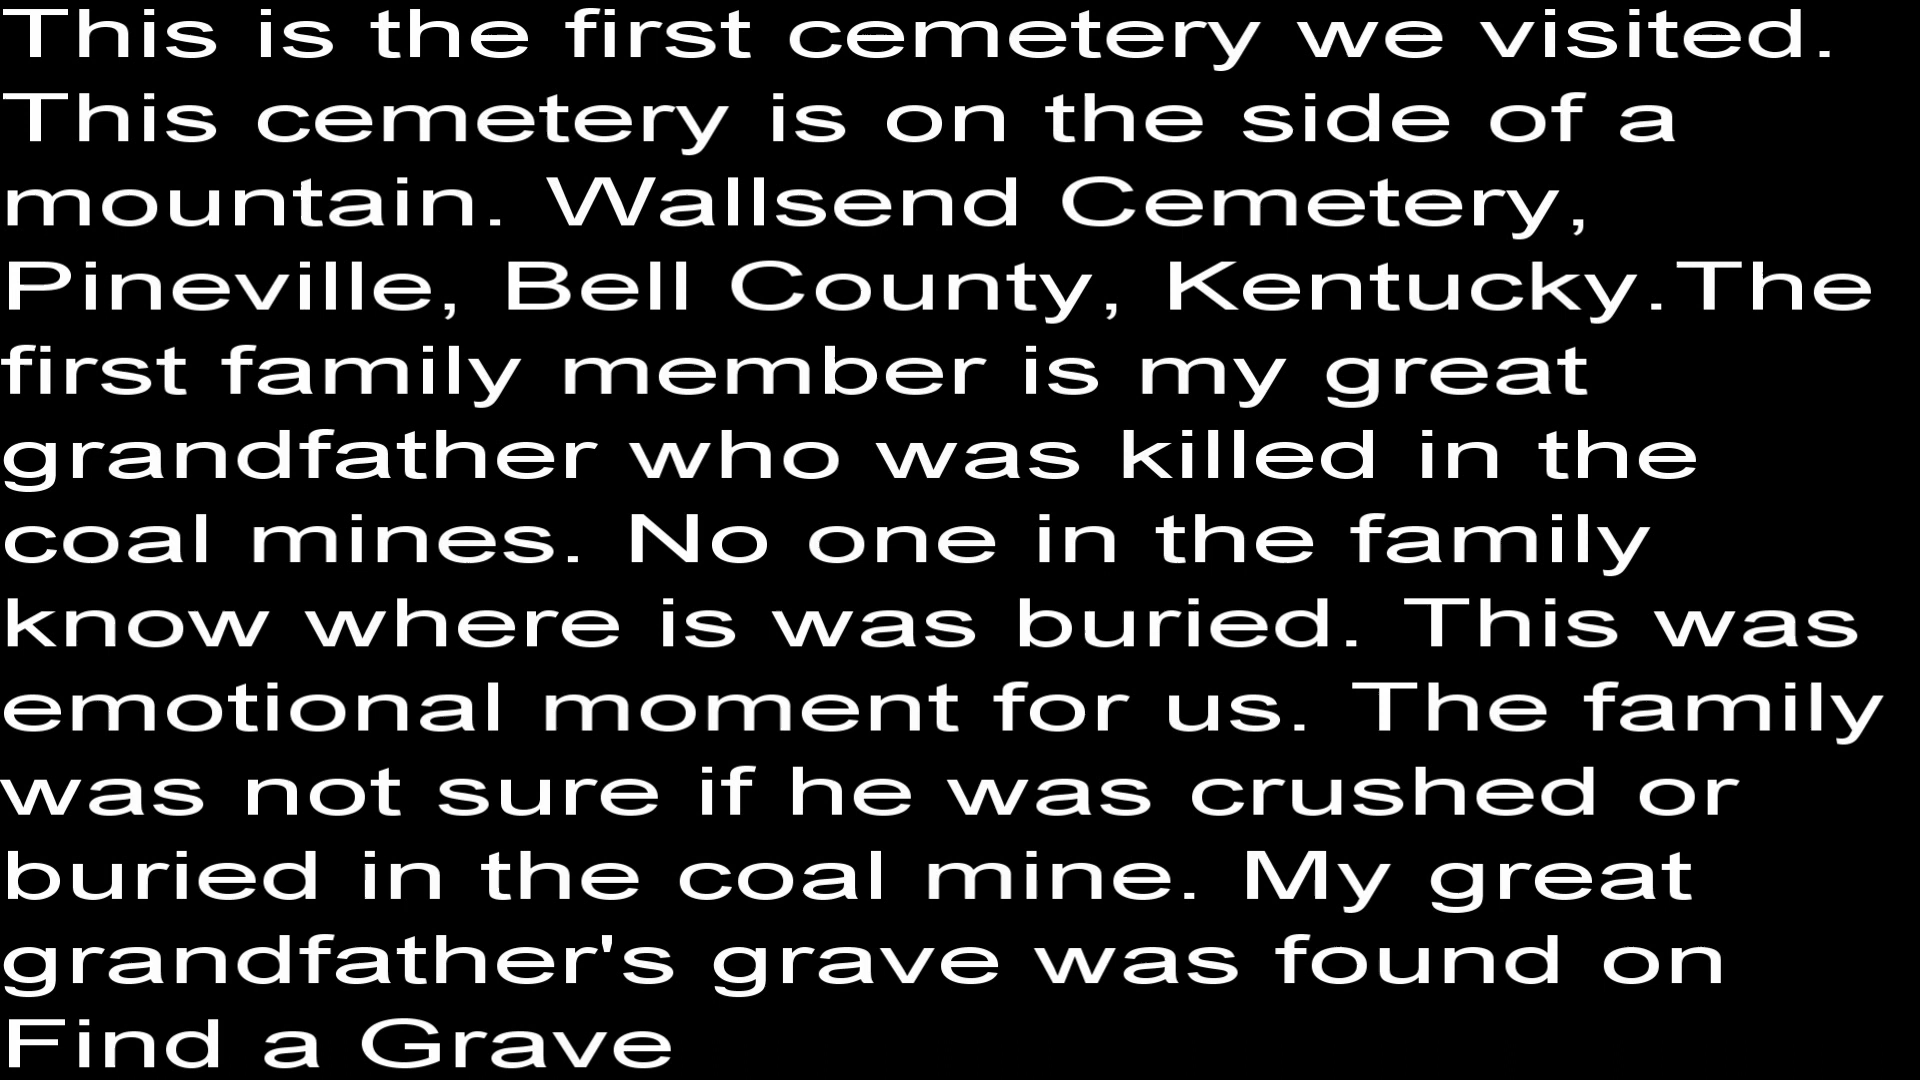 This is the first cemetery we visited.
This cemetery is on the side of a
mountain. Wallsend Cemetery,
Pineville, Bell County, Kentucky.The
first family member is my great
grandfather who was killed in the
coal mines. No one in the family
know where is was buried. This was
emotional moment for us. The family
was not sure if he was crushed or
buried in the coal mine. My great
grandfather's grave was found on
Find a Grave